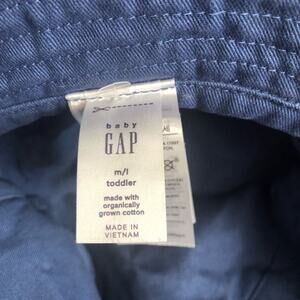 baby
GAP
m/l
toddler
made with
organically
grown cotton
MADE IN
VIETNAM